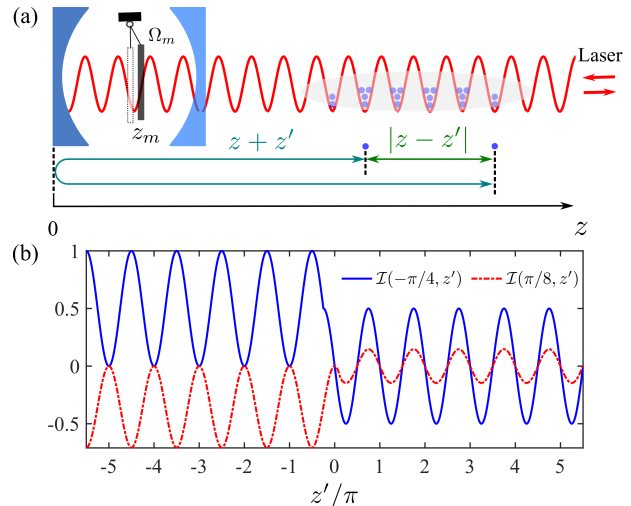 (a)
Ω_m
Laser
z_m
z + z′
|z − z′|
0
z
(b)
1
0.5
0
-0.5
I(−π/4, z′)
I(π/8, z′)
-5 -4 -3 -2 -1 0 1 2 3 4 5
z′/π